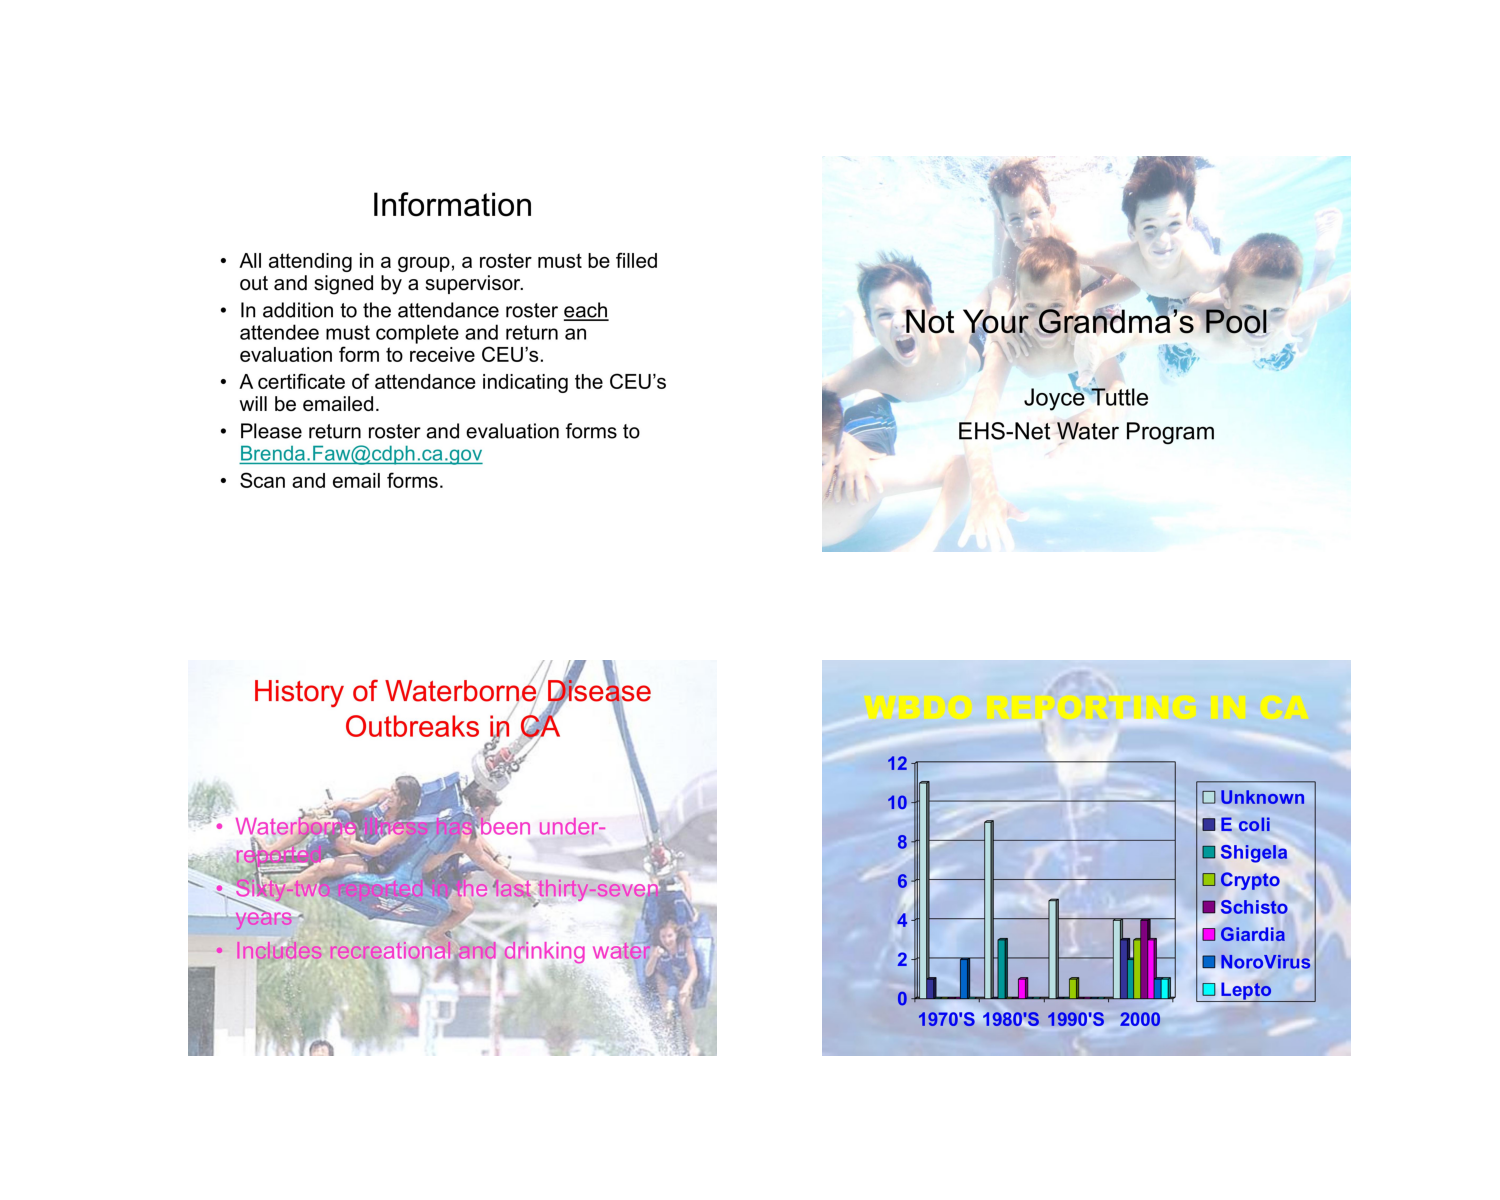 Information
• All attending in a group, a roster must be filled
out and signed by a supervisor.
• In addition to the attendance roster each
attendee must complete and return an
evaluation form to receive CEU's.
• A certificate of attendance indicating the CEU's
will be emailed.
• Please return roster and evaluation forms to
Brenda.Faw@cdph.ca.gov
• Scan and email forms.
Not Your Grandma's Pool
Joyce Tuttle
EHS-Net Water Program
History of Waterborne Disease
Outbreaks in CA
• Waterborne illness has been under-
reported
• Sixty-two reported in the last thirty-seven
years
• Includes recreational and drinking water
WBDO REPORTING IN CA
12
10
8
6
4
2
0
1970'S 1980'S 1990'S 2000
Unknown
E coli
Shigela
Crypto
Schisto
Giardia
NoroVirus
Lepto